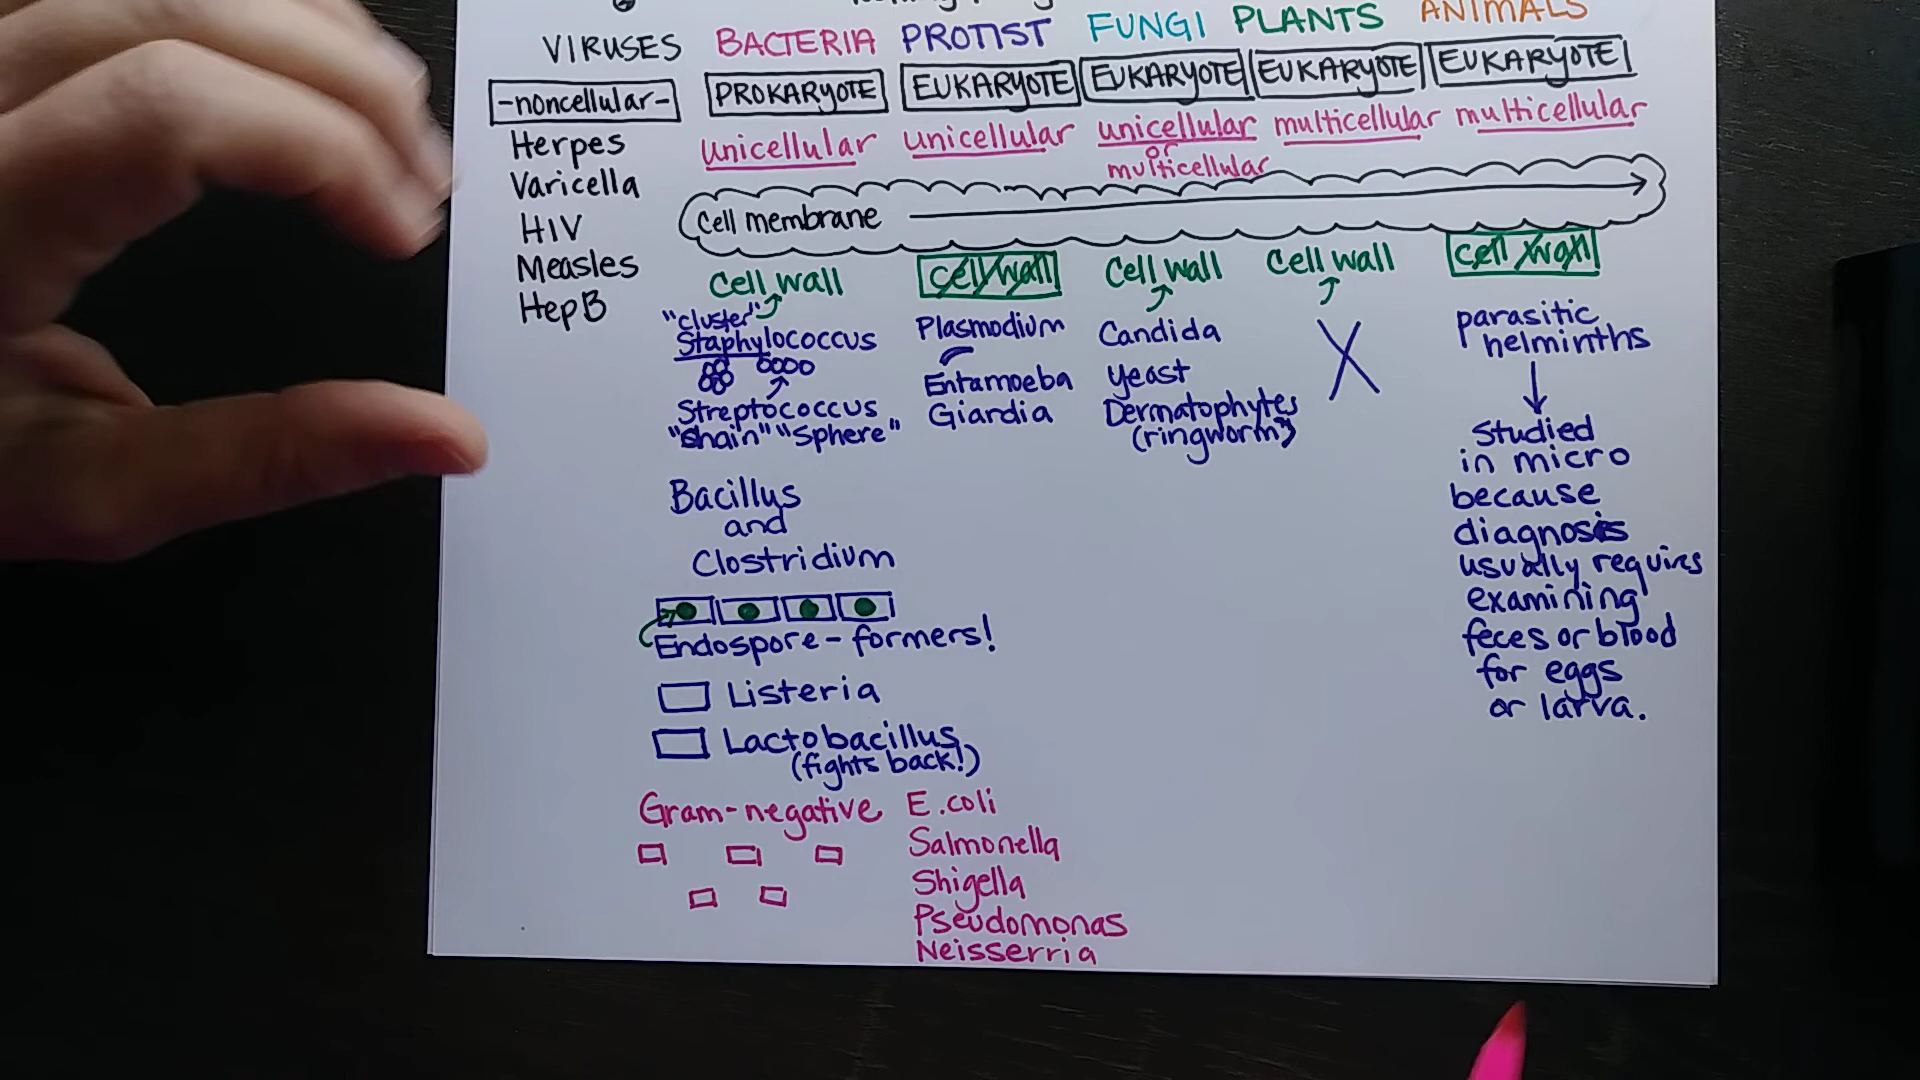 VIRUSES BACTERIA PROTIST FUNGI PLANTS ANIMALS
-noncellular- PROKARYOTE EUKARYOTE EUKARYOTE EUKARYOTE EUKARYOTE
unicellular unicellular unicellular or multicellular multicellular multicellular
Herpes
Varicella
HIV
Measles
HepB
Cell membrane
Cell wall cell wall Cell wall Cell wall cell wall
"cluster"
Staphylococcus
Streptococcus
"chain" "Sphere"
Bacillus
and
Clostridium
Endospore-formers!
Listeria
Lactobacillus
(fights back!)
Gram-negative
E.coli
Salmonella
Shigella
Pseudomonas
Neisserria
Plasmodium
Entamoeba
Giardia
Candida
yeast
Dermatophytes
(ringworm)
X
parasitic
helminths
Studied
in micro
because
diagnosis
usually requires
examining
feces or blood
for eggs
or larva.